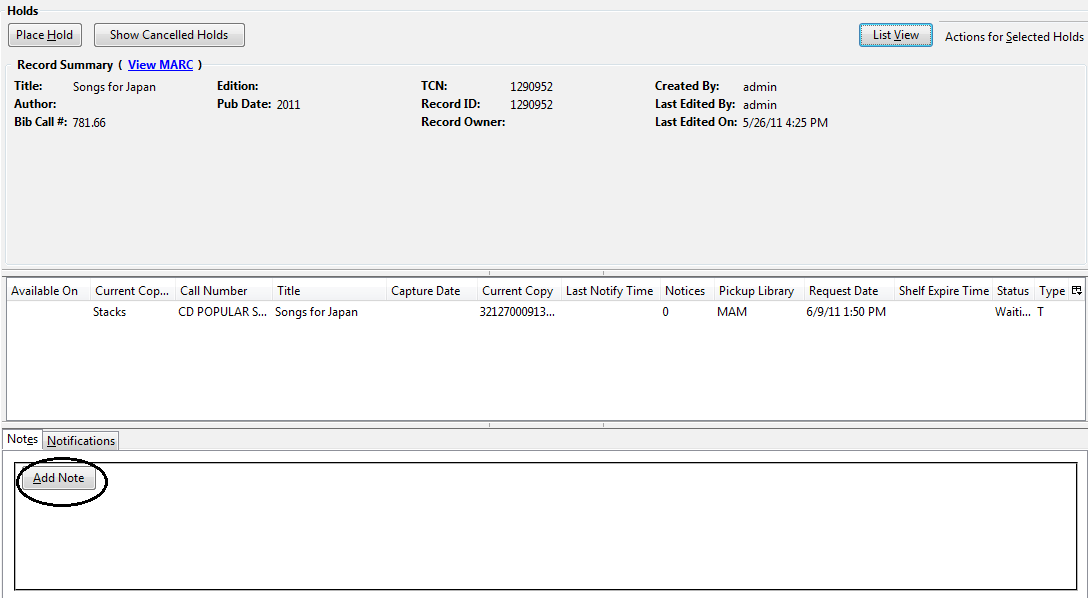 Holds
Place Hold Show Cancelled Holds List View Actions for Selected Holds
Record Summary ( View MARC )
Title: Songs for Japan Edition: TCN: 1290952 Created By: admin
Author: Pub Date: 2011 Record ID: 1290952 Last Edited By: admin
Bib Call #: 781.66 Record Owner: Last Edited On: 5/26/11 4:25 PM
Available On Current Cop... Call Number Title Capture Date Current Copy Last Notify Time Notices Pickup Library Request Date Shelf Expire Time Status Type
Stacks CD POPULAR S... Songs for Japan 32127000913... 0 MAM 6/9/11 1:50 PM Waiti... T
Notes Notifications
Add Note